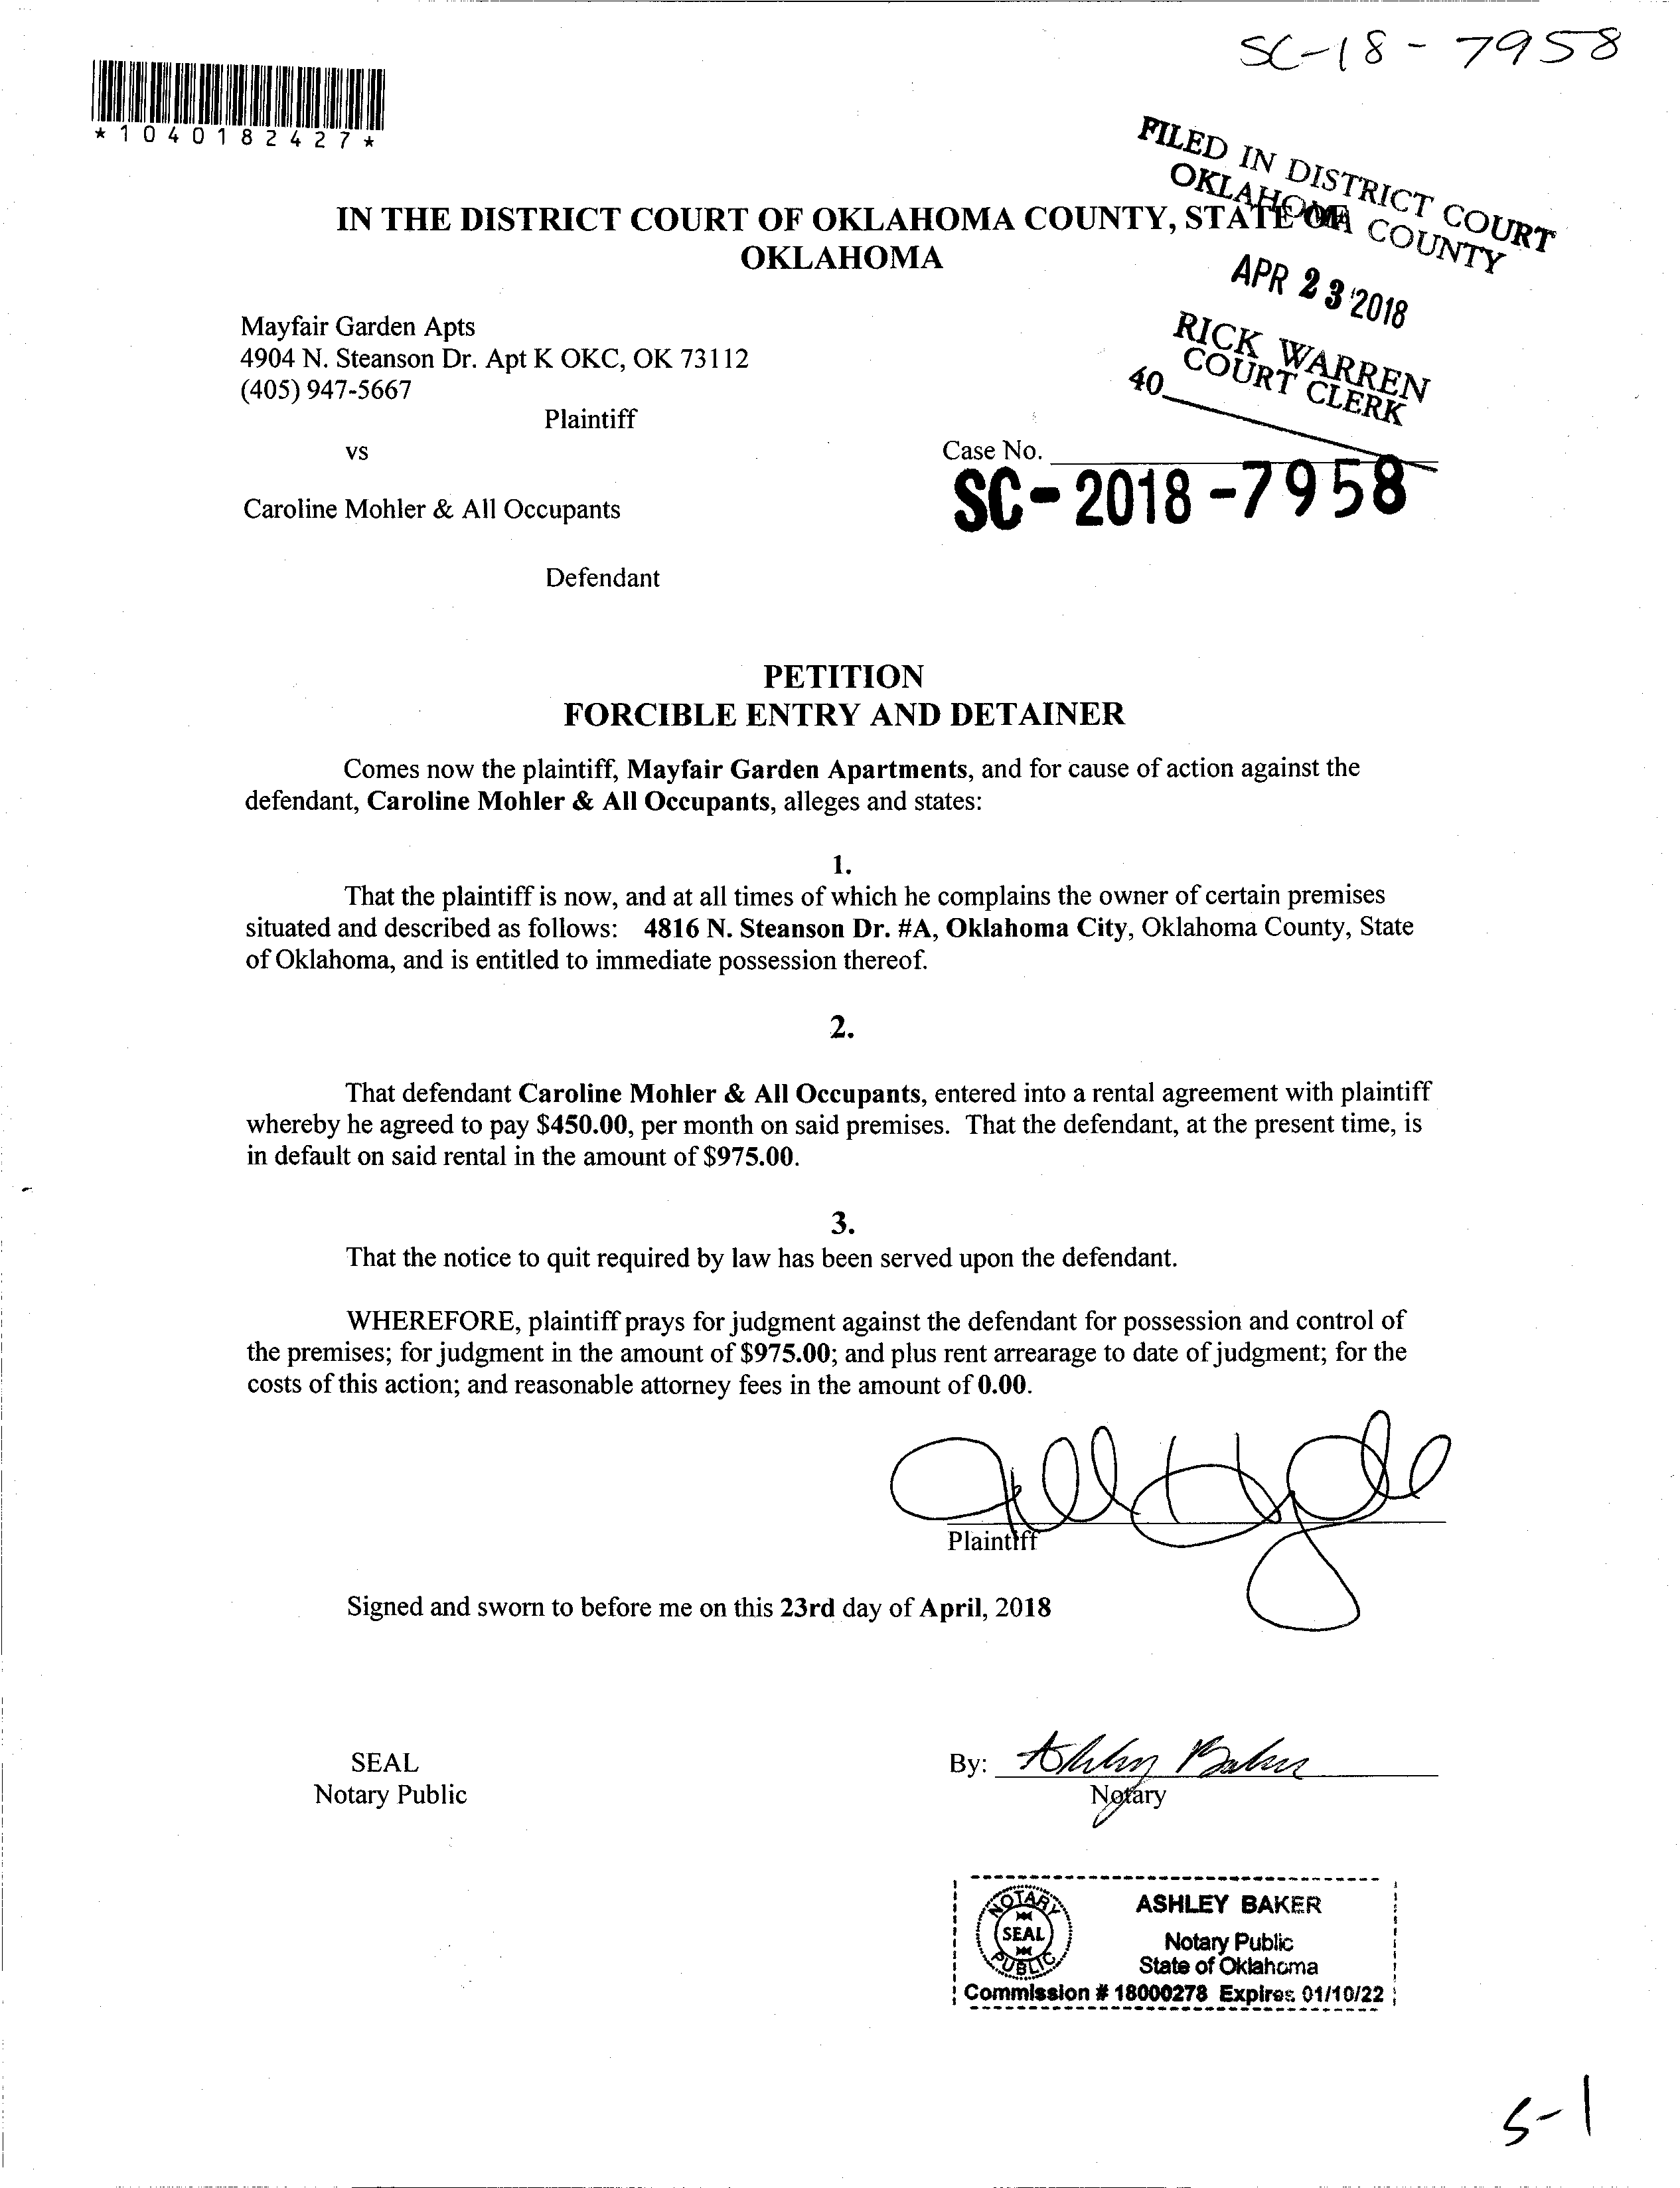 SC-18-7958
*1040182427*
FILED IN DISTRICT COURT
OKLAHOMA COUNTY
IN THE DISTRICT COURT OF OKLAHOMA COUNTY, STATE OF
OKLAHOMA
APR 23 2018
RICK WARREN
COURT CLERK
40
Mayfair Garden Apts
4904 N. Steanson Dr. Apt K OKC, OK 73112
(405) 947-5667
Plaintiff
vs
Case No.
SC-2018-7958
Caroline Mohler & All Occupants
Defendant
PETITION
FORCIBLE ENTRY AND DETAINER
Comes now the plaintiff, Mayfair Garden Apartments, and for cause of action against the
defendant, Caroline Mohler & All Occupants, alleges and states:
1.
That the plaintiff is now, and at all times of which he complains the owner of certain premises
situated and described as follows: 4816 N. Steanson Dr. #A, Oklahoma City, Oklahoma County, State
of Oklahoma, and is entitled to immediate possession thereof.
2.
That defendant Caroline Mohler & All Occupants, entered into a rental agreement with plaintiff
whereby he agreed to pay $450.00, per month on said premises. That the defendant, at the present time, is
in default on said rental in the amount of $975.00.
3.
That the notice to quit required by law has been served upon the defendant.
WHEREFORE, plaintiff prays for judgment against the defendant for possession and control of
the premises; for judgment in the amount of $975.00; and plus rent arrearage to date of judgment; for the
costs of this action; and reasonable attorney fees in the amount of 0.00.
Plaintiff
Signed and sworn to before me on this 23rd day of April, 2018
SEAL
Notary Public
By: Ashley Baker
Notary
NOTARY
SEAL
PUBLIC
ASHLEY BAKER
Notary Public
State of Oklahoma
Commission # 18000278 Expires 01/10/22
S-1